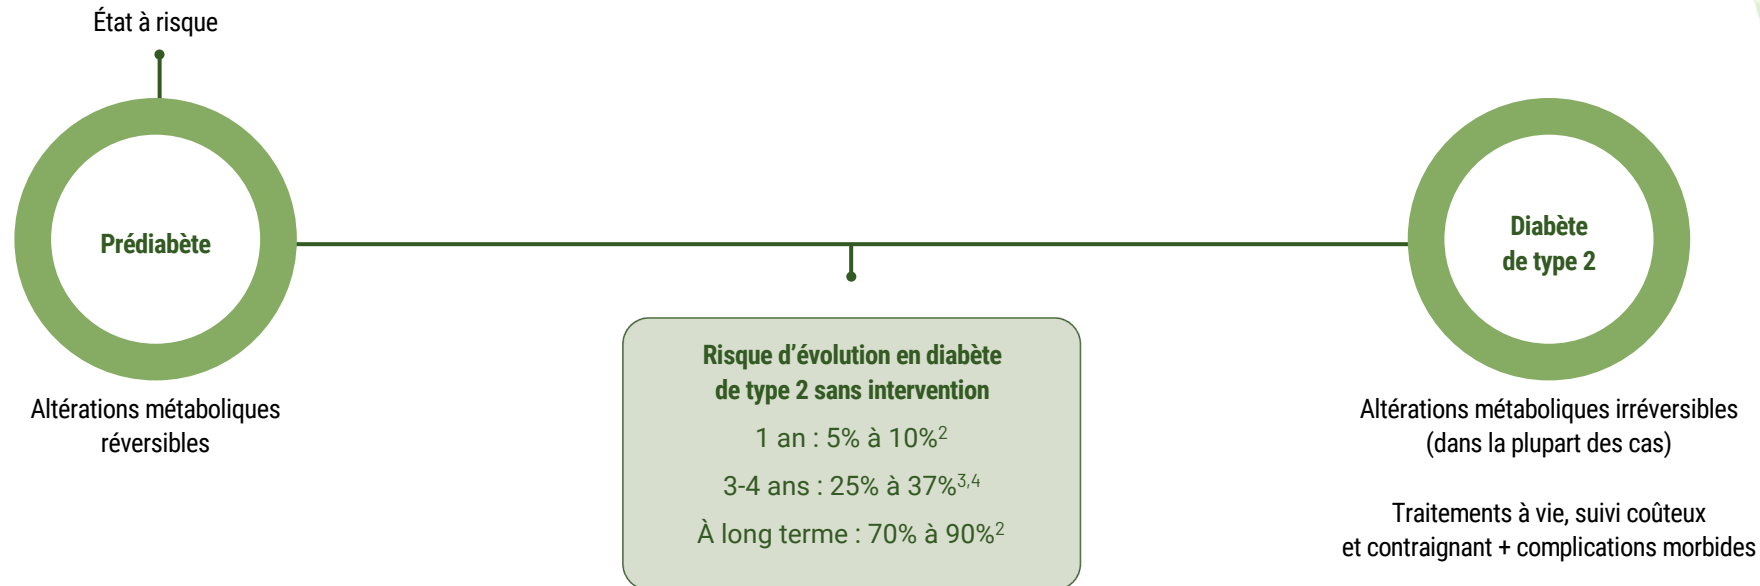 État à risque
Prédiabète
Altérations métaboliques
réversibles
Risque d’évolution en diabète
de type 2 sans intervention
1 an : 5% à 10%2
3-4 ans : 25% à 37%3,4
À long terme : 70% à 90%2
Diabète
de type 2
Altérations métaboliques irréversibles
(dans la plupart des cas)
Traitements à vie, suivi coûteux
et contraignant + complications morbides